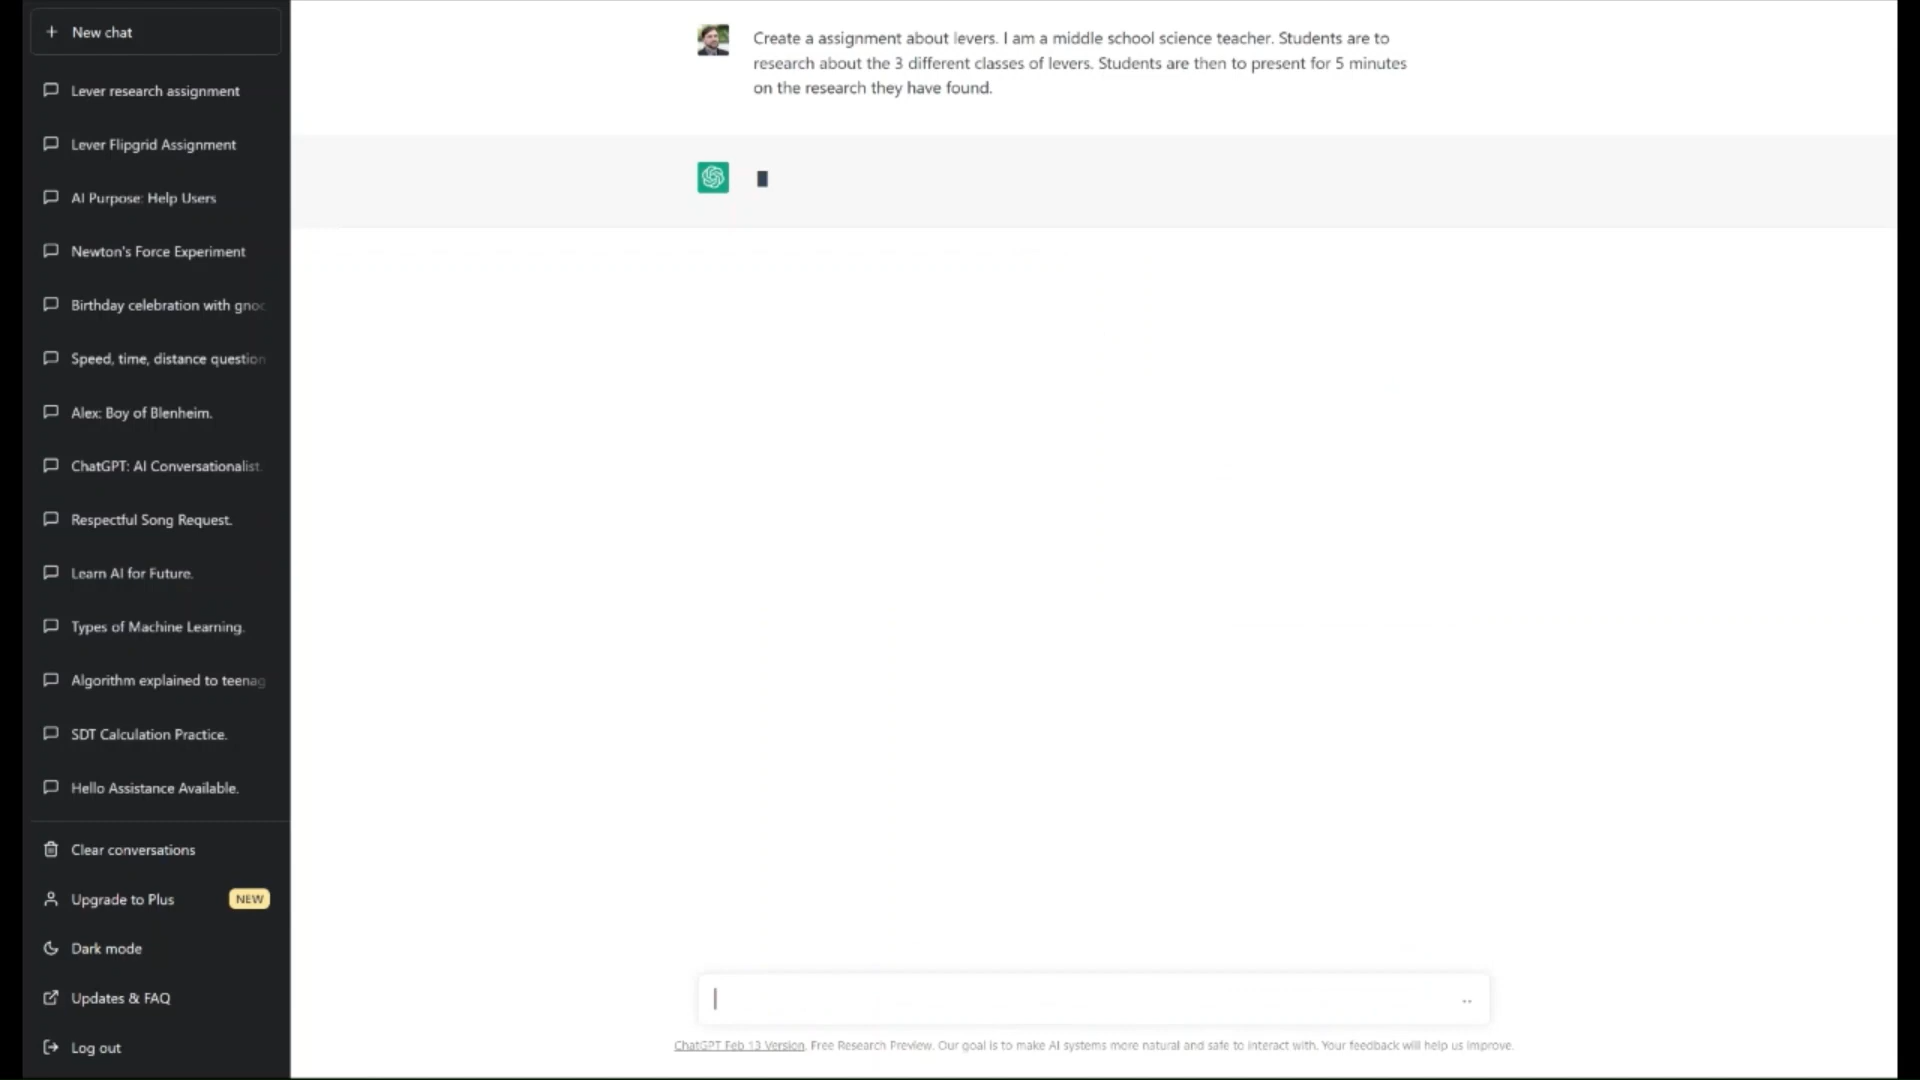 New chat
Lever research assignment
Lever Flipgrid Assignment
AI Purpose: Help Users
Newton's Force Experiment
Birthday celebration with gnoc
Speed, time, distance question
Alex: Boy of Blenheim.
ChatGPT: AI Conversationalist.
Respectful Song Request.
Learn AI for Future.
Types of Machine Learning.
Algorithm explained to teenag
SDT Calculation Practice.
Hello Assistance Available.
Clear conversations
Upgrade to Plus NEW
Dark mode
Updates & FAQ
Log out
Create a assignment about levers. I am a middle school science teacher. Students are to
research about the 3 different classes of levers. Students are then to present for 5 minutes
on the research they have found.
ChatGPT Feb 13 Version. Free Research Preview. Our goal is to make AI systems more natural and safe to interact with. Your feedback will help us improve.